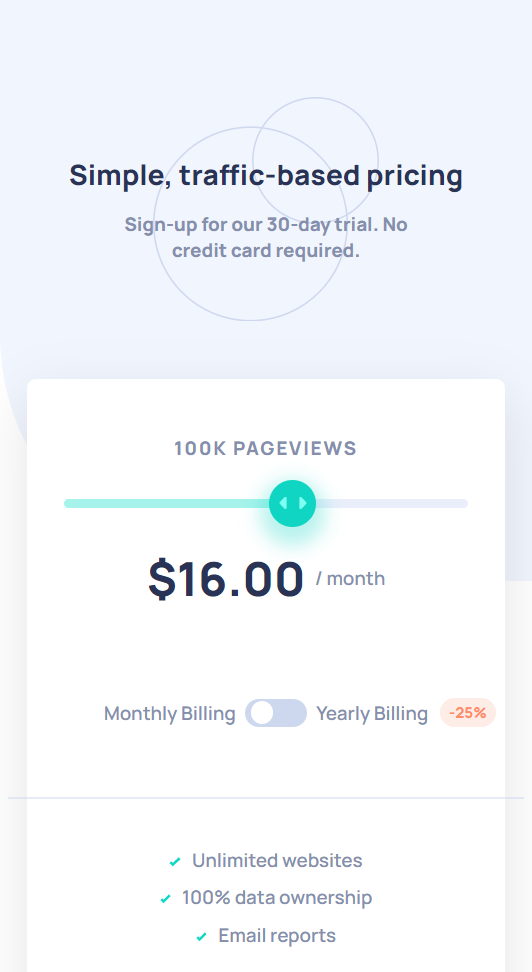 Simple, traffic-based pricing
Sign-up for our 30-day trial. No
credit card required.
100K PAGEVIEWS
$16.00 / month
Monthly Billing Yearly Billing -25%
Unlimited websites
100% data ownership
Email reports